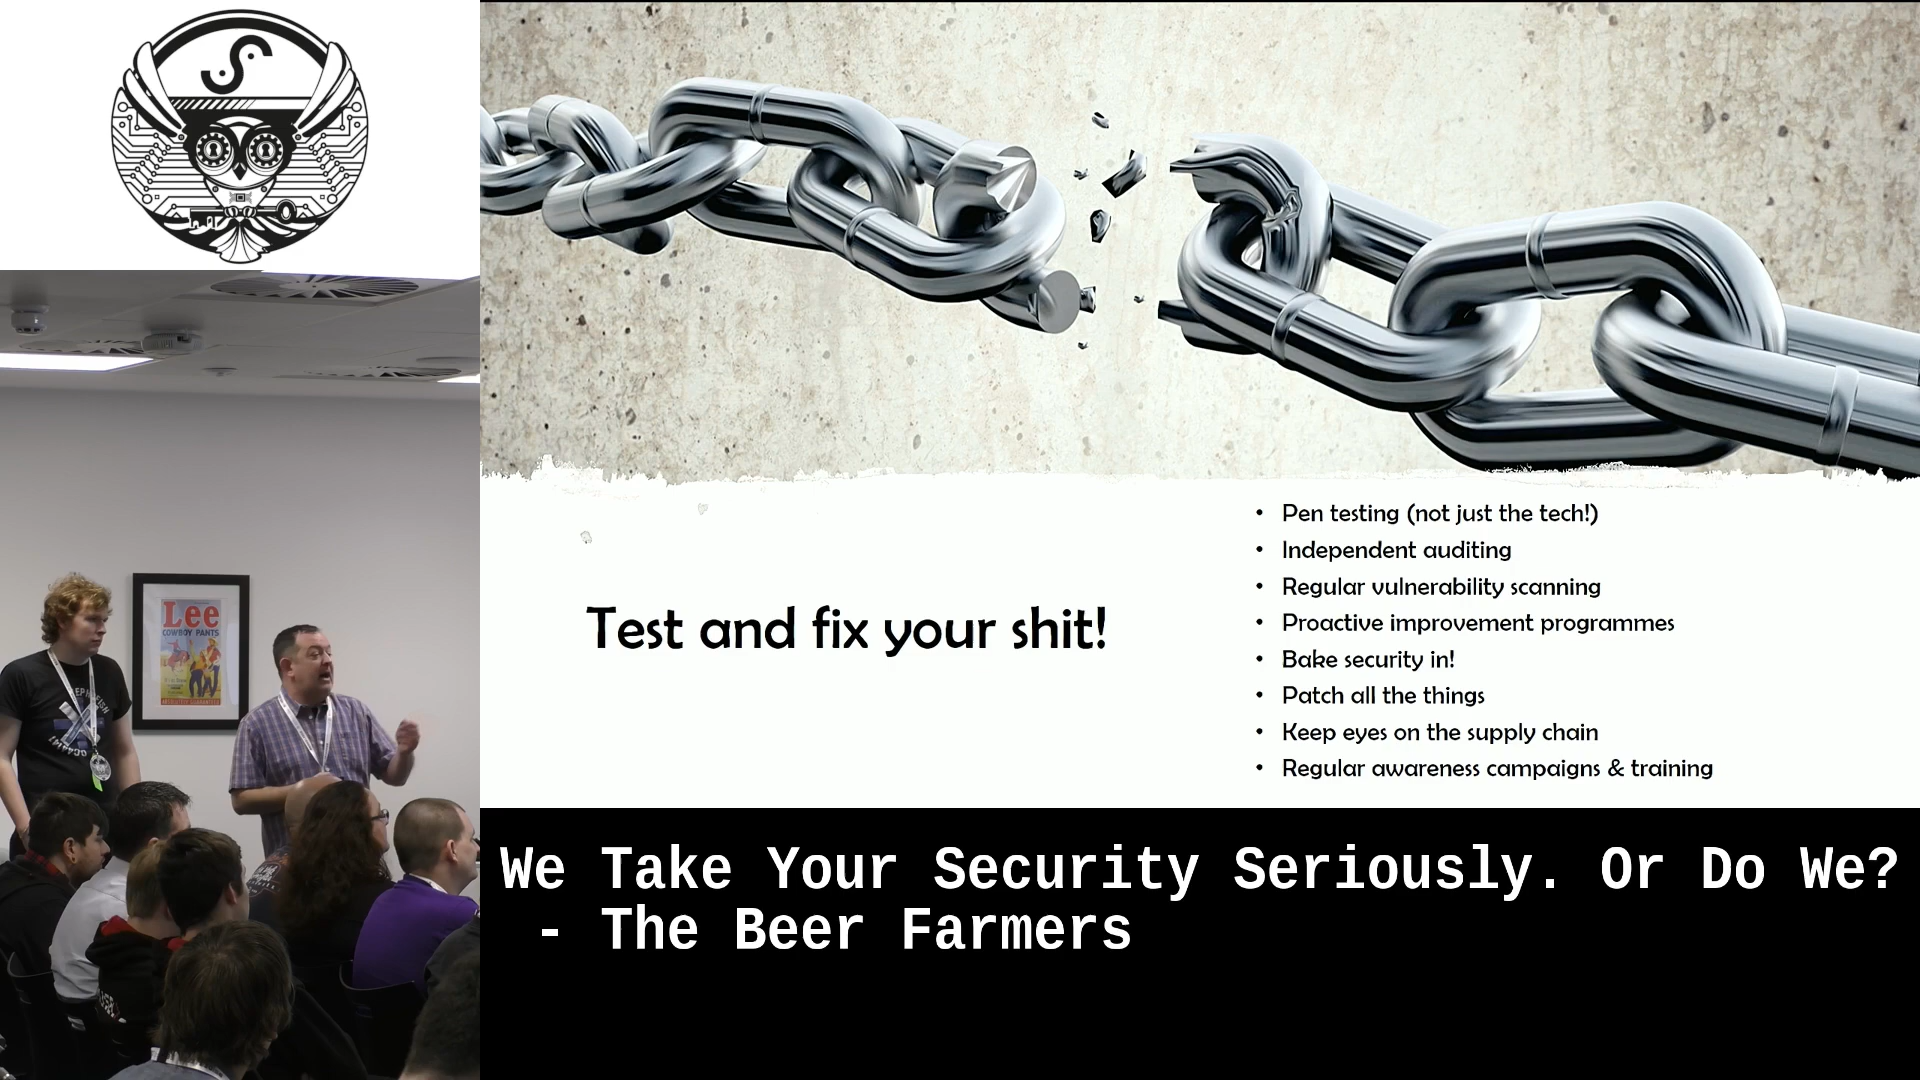 Test and fix your shit!
• Pen testing (not just the tech!)
• Independent auditing
• Regular vulnerability scanning
• Proactive improvement programmes
• Bake security in!
• Patch all the things
• Keep eyes on the supply chain
• Regular awareness campaigns & training
We Take Your Security Seriously. Or Do We?
- The Beer Farmers
Lee
COWBOY PANTS